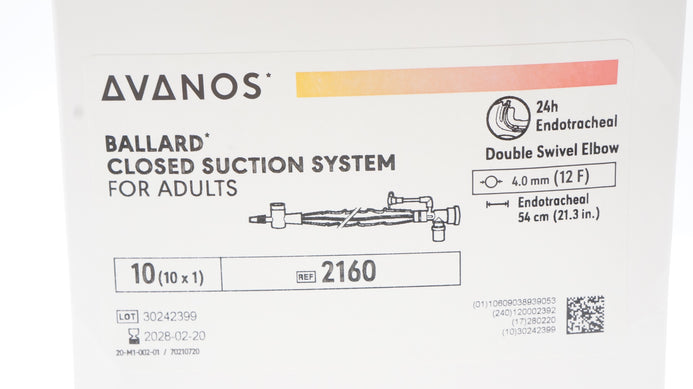 AVANOS*
BALLARD*
CLOSED SUCTION SYSTEM
FOR ADULTS
24h
Endotracheal
Double Swivel Elbow
4.0 mm (12 F)
Endotracheal
54 cm (21.3 in.)
10 (10 x 1)
REF 2160
LOT 30242399
2028-02-20
20-M1-002-01 / 70210720
(01)10609038939053
(240)120002392
(17)280220
(10)30242399